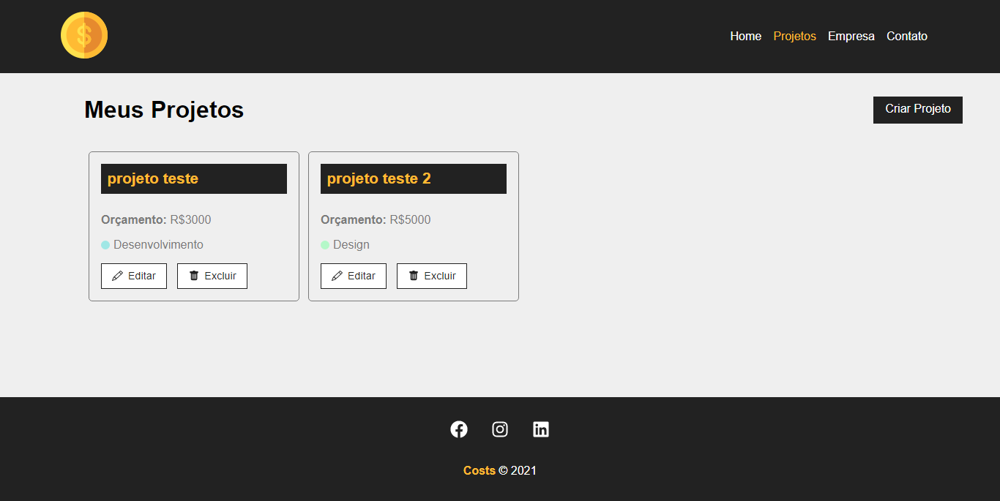 $
Home Projetos Empresa Contato
Meus Projetos
Criar Projeto
projeto teste
Orçamento: R$3000
Desenvolvimento
Editar Excluir
projeto teste 2
Orçamento: R$5000
Design
Editar Excluir
Costs © 2021